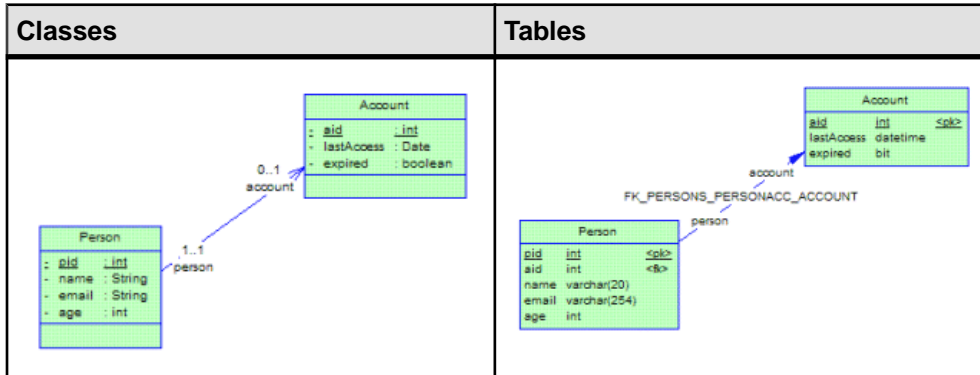 Classes
Tables
Account
- aid : int
- lastAccess : Date
- expired : boolean
0..1
account
Person
- pid : int
- name : String
- email : String
- age : int
1..1
person
Account
aid int <pk>
lastAccess datetime
expired bit
account
FK_PERSONS_PERSONACC_ACCOUNT
person
Person
pid int <pk>
aid int <fk>
name varchar(20)
email varchar(254)
age int